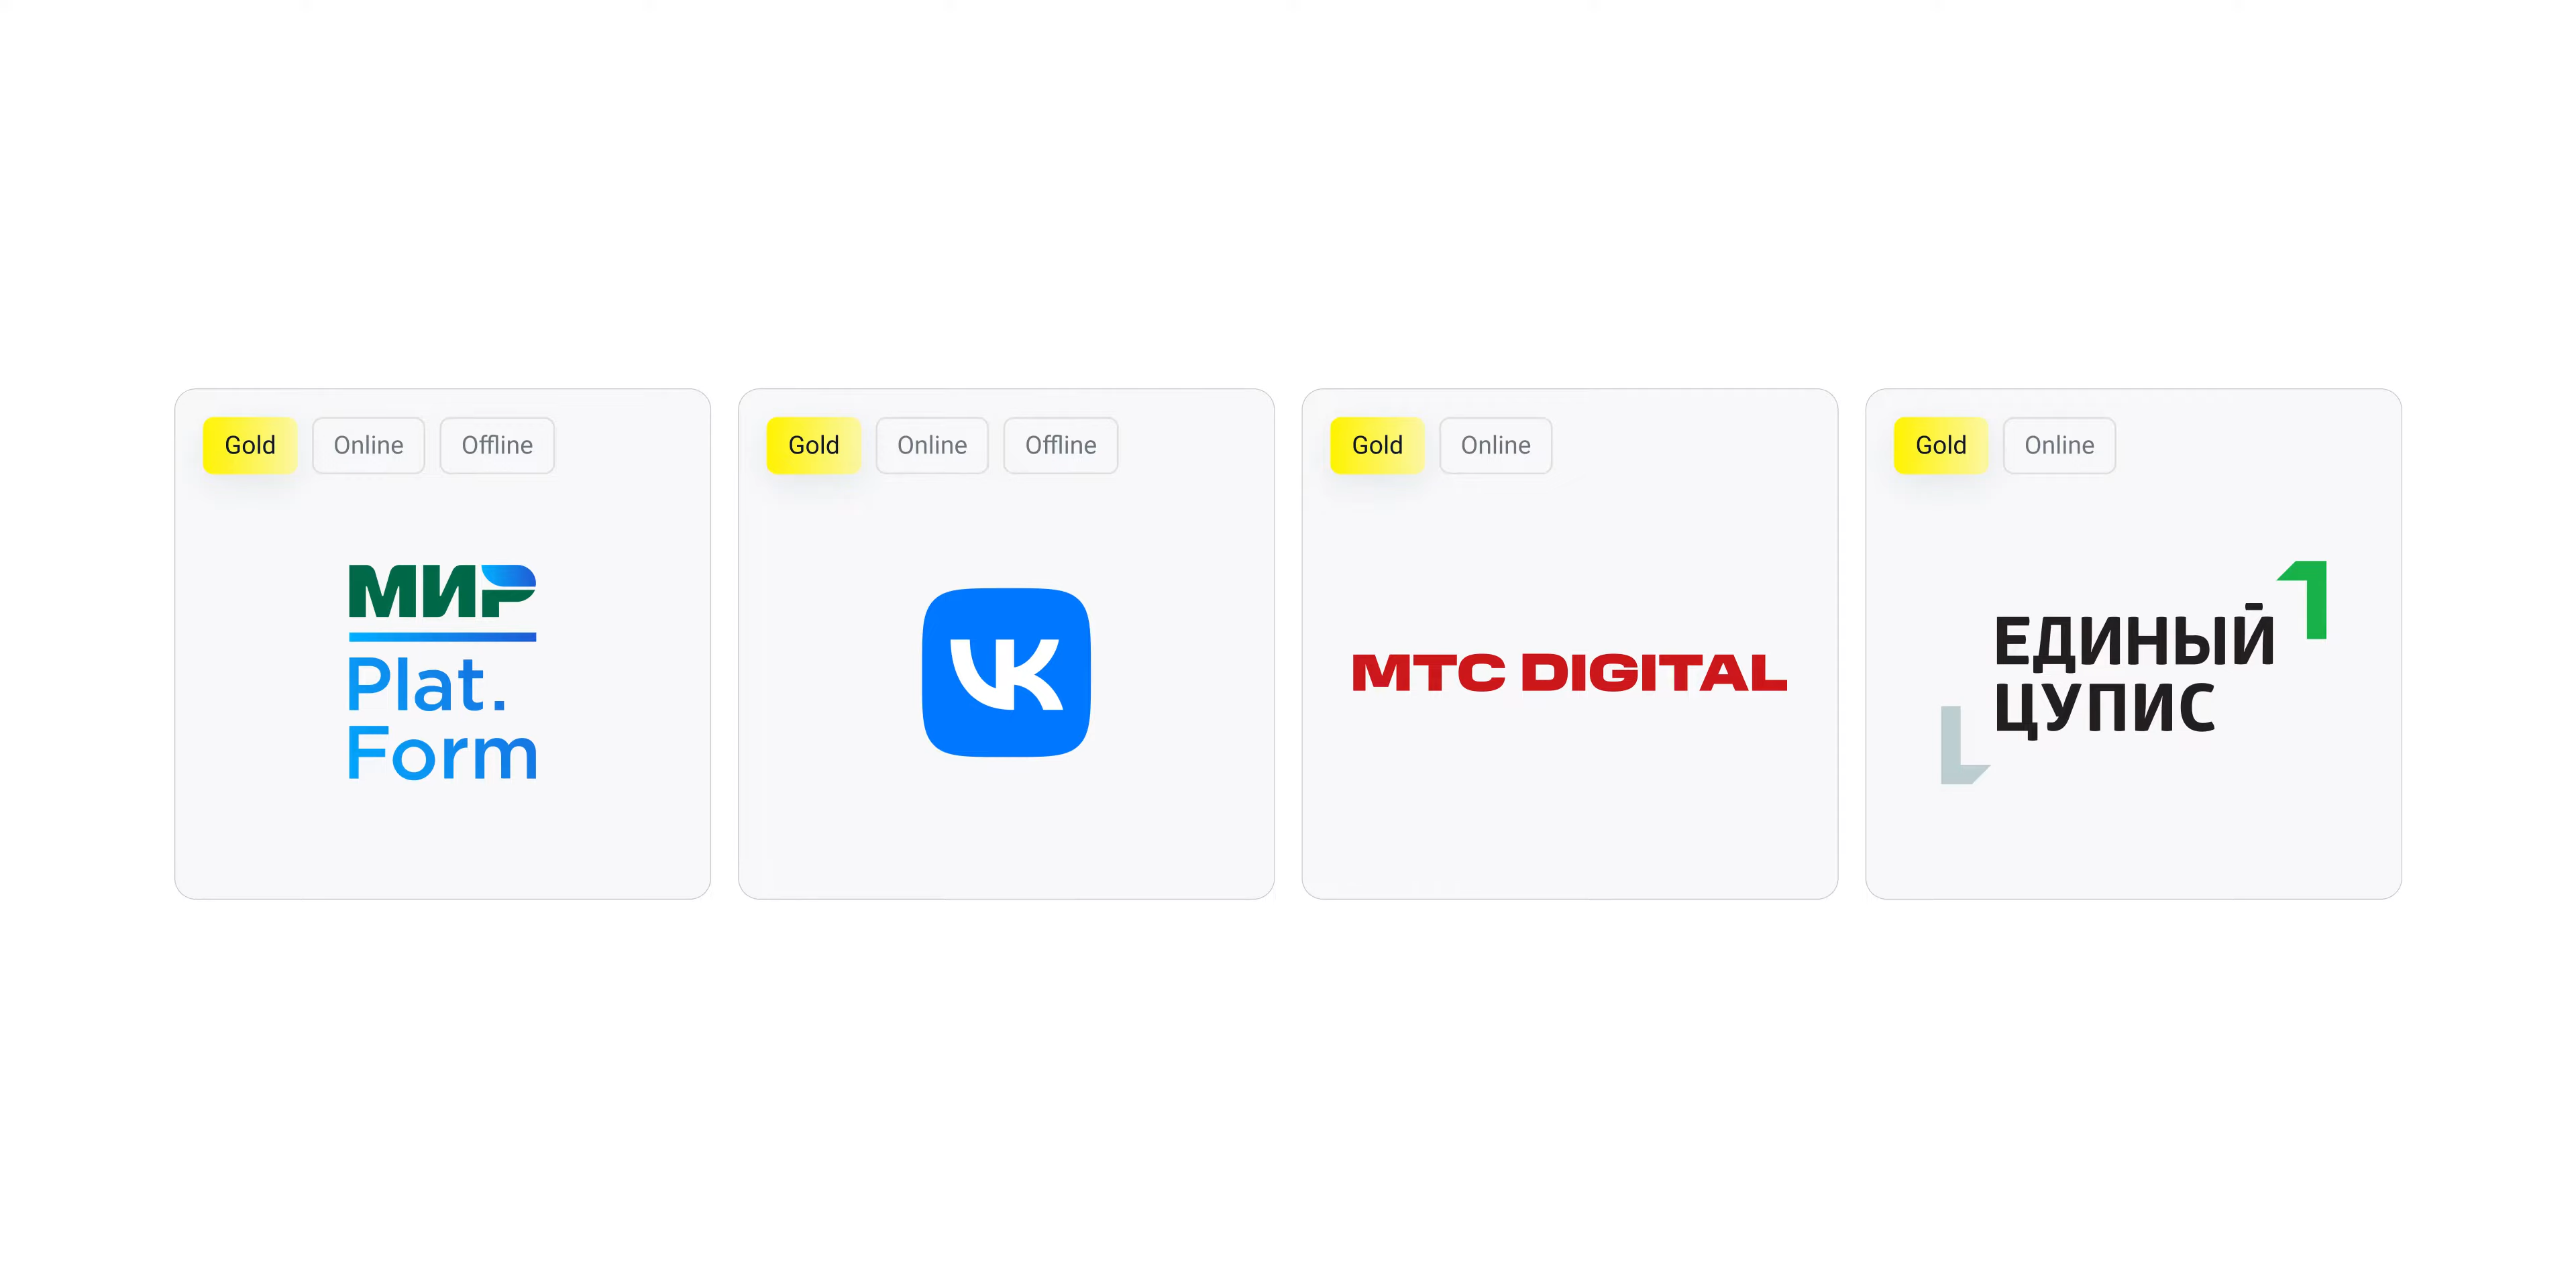 Gold Online Offline
МИР
Plat.
Form
Gold Online Offline
VK
Gold Online
МТС DIGITAL
Gold Online
ЕДИНЫЙ
ЦУПИС